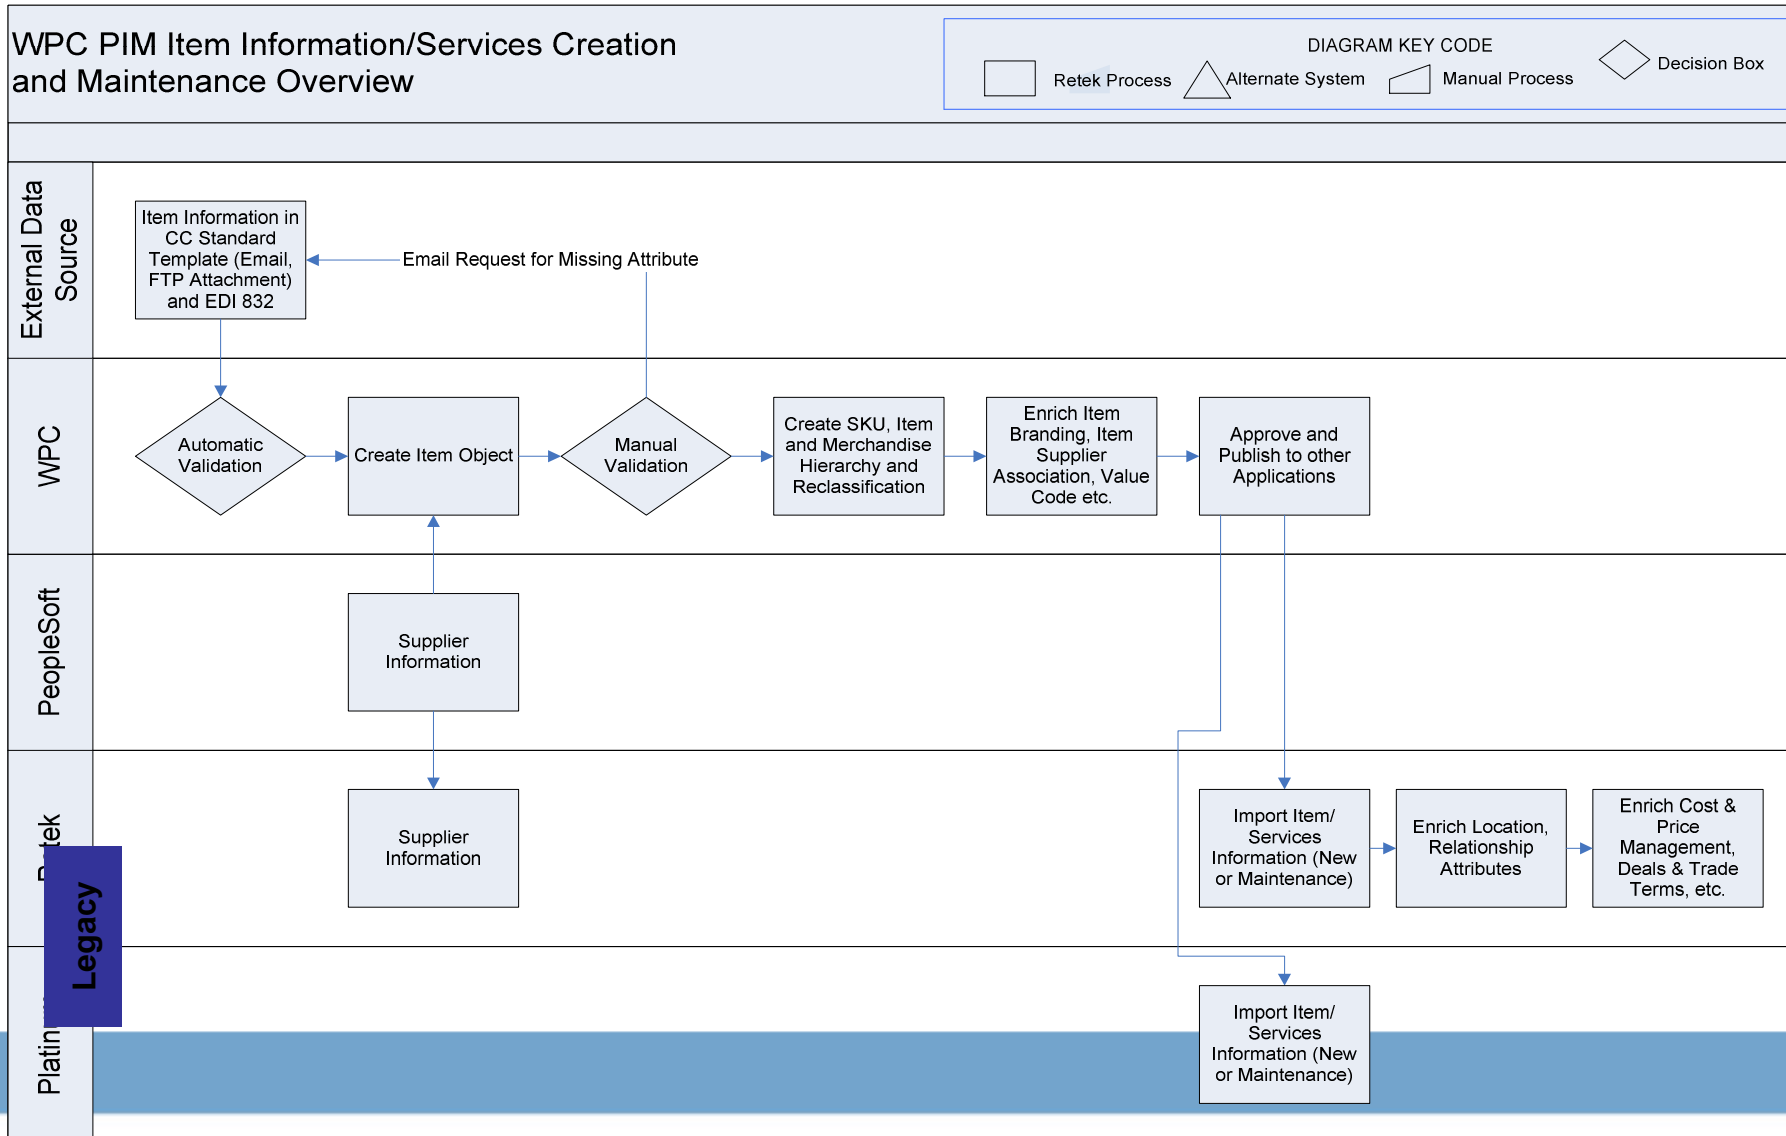 WPC PIM Item Information/Services Creation
and Maintenance Overview
DIAGRAM KEY CODE
Retek Process
Alternate System
Manual Process
Decision Box
External Data
Source
Item Information in
CC Standard
Template (Email,
FTP Attachment)
and EDI 832
Email Request for Missing Attribute
WPC
Automatic
Validation
Create Item Object
Manual
Validation
Create SKU, Item
and Merchandise
Hierarchy and
Reclassification
Enrich Item
Branding, Item
Supplier
Association, Value
Code etc.
Approve and
Publish to other
Applications
PeopleSoft
Supplier
Information
Supplier
Information
Import Item/
Services
Information (New
or Maintenance)
Enrich Location,
Relationship
Attributes
Enrich Cost &
Price
Management,
Deals & Trade
Terms, etc.
Legacy
Import Item/
Services
Information (New
or Maintenance)